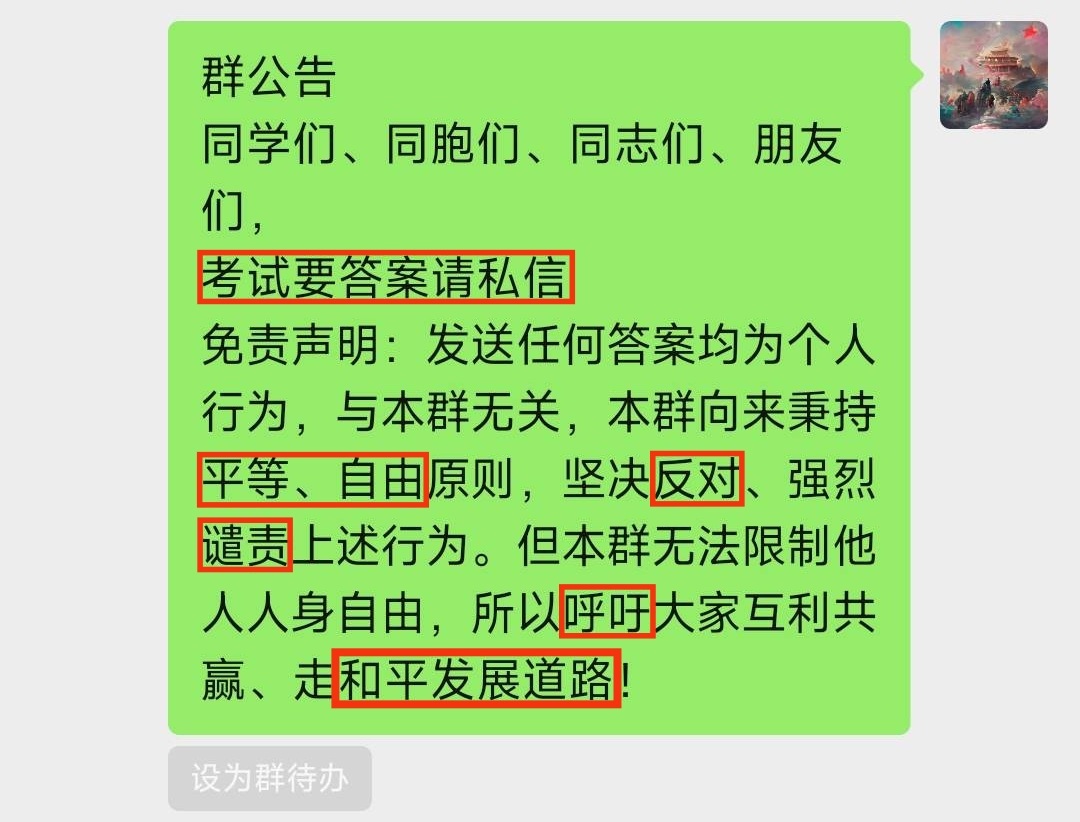 群公告
同学们、同胞们、同志们、朋友
们，
考试要答案请私信
免责声明：发送任何答案均为个人
行为，与本群无关，本群向来秉持
平等、自由原则，坚决反对、强烈
谴责上述行为。但本群无法限制他
人人身自由，所以呼吁大家互利共
赢、走和平发展道路！
设为群待办